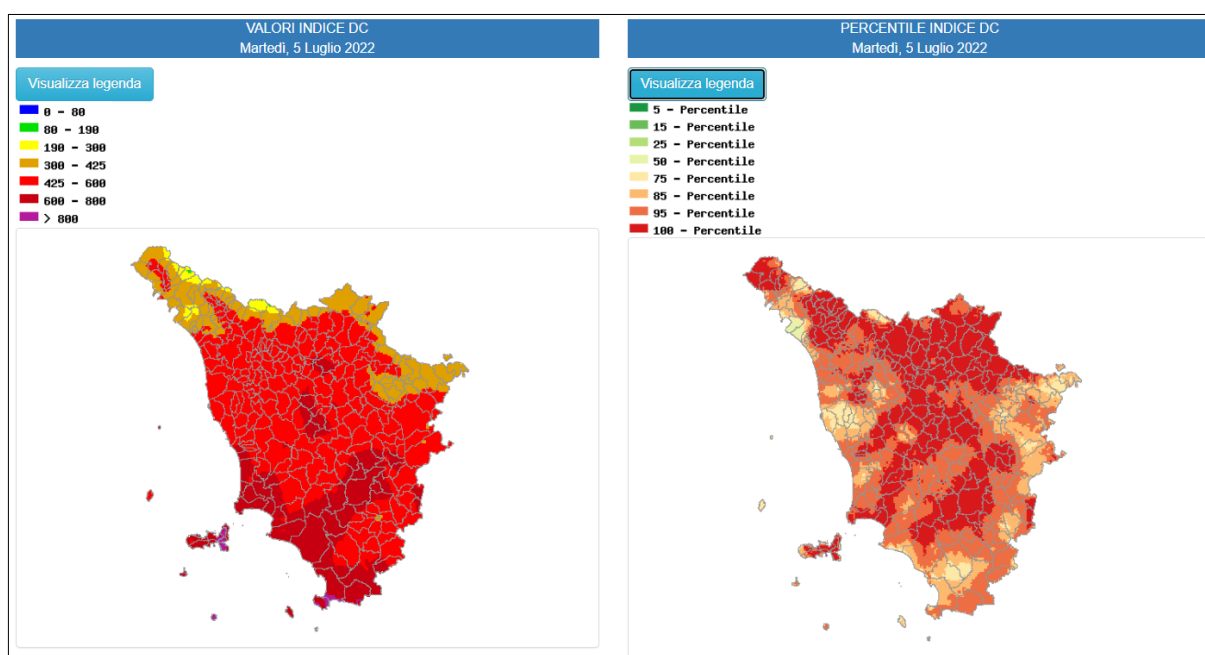 VALORI INDICE DC
Martedì, 5 Luglio 2022
Visualizza legenda
0 - 80
80 - 190
190 - 300
300 - 425
425 - 600
600 - 800
> 800
PERCENTILE INDICE DC
Martedì, 5 Luglio 2022
Visualizza legenda
5 - Percentile
15 - Percentile
25 - Percentile
50 - Percentile
75 - Percentile
85 - Percentile
95 - Percentile
100 - Percentile